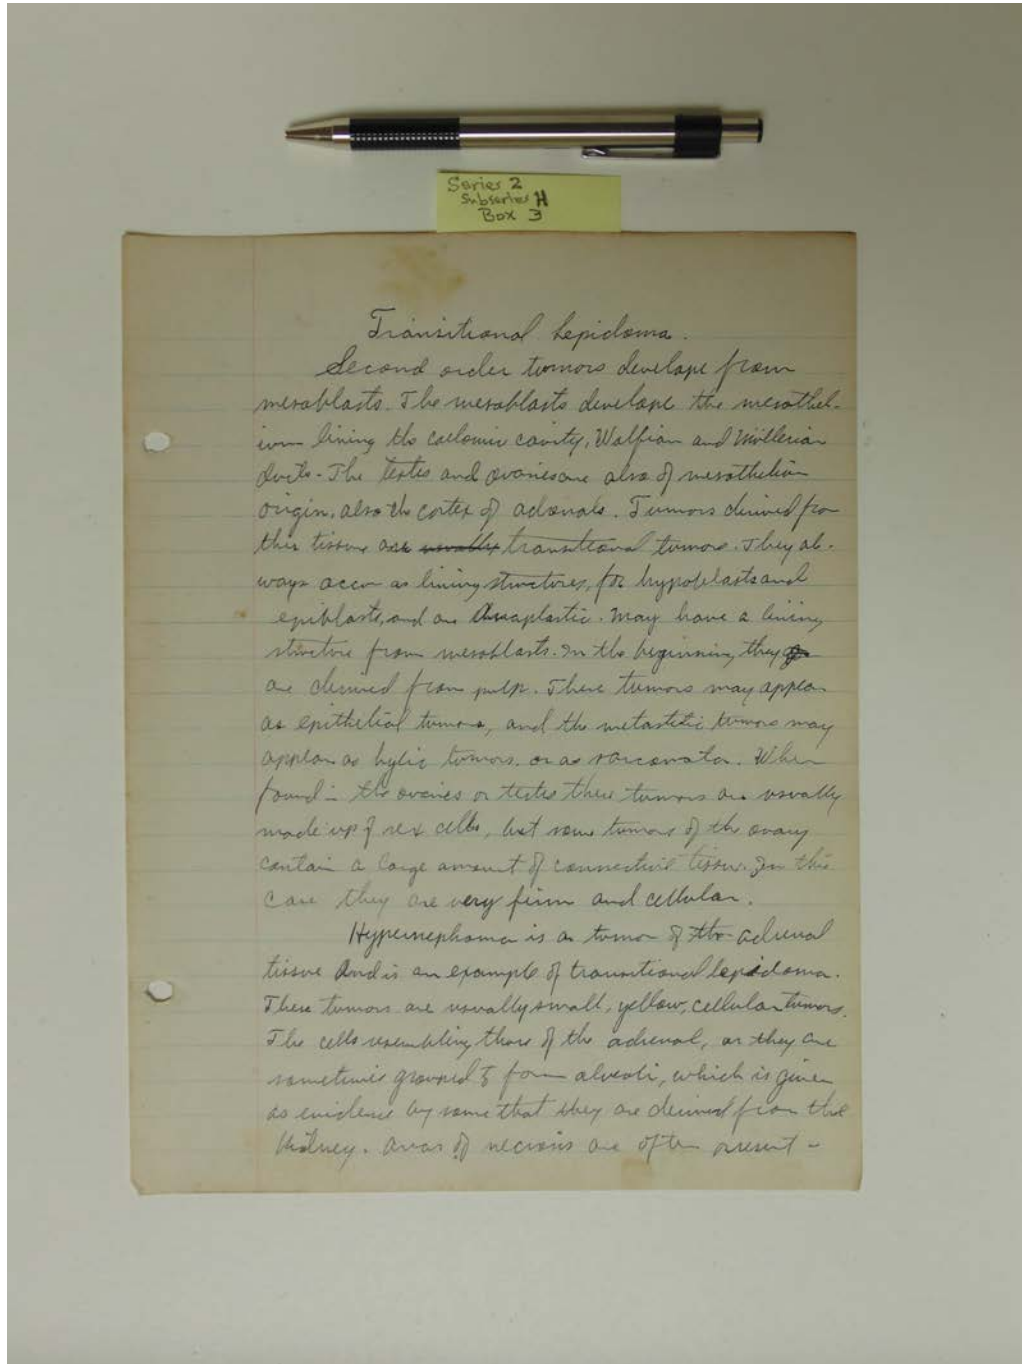 Series 2
Subseries H
Box 3
Transitional Lepidoma.
Second order tumors develope from
mesoblasts. The mesoblasts develope the mesothel-
ium lining the coelomic cavity, Wolfian and Müllerian
ducts - The testes and ovaries are also of mesothelian
origin, also the cortex of adrenals. Tumors derived from
this tissue are usually transitional tumors. They al-
ways occur as lining structures, for hypoblasts and
epiblasts, and are Anaplastic. May have a lining
structure from mesoblasts. In the beginning they
are derived from pulp. These tumors may appear
as epithelial tumors, and the metastatic tumors may
appear as hylic tumors. or as sarcomata. When
found in the ovaries or testes these tumors are usually
made up of sex cells, but some tumors of the ovary
contain a large amount of connective tissue. In this
case they are very firm and cellular.
Hypernephoma is a tumor of the adrenal
tissue and is an example of transitional lepidoma.
These tumors are usually small, yellow, cellular tumors.
The cells resembling those of the adrenal, or they are
sometimes grouped to form alveoli, which is given
as evidence by some that they are derived from the
kidney. areas of necrosis are often present -